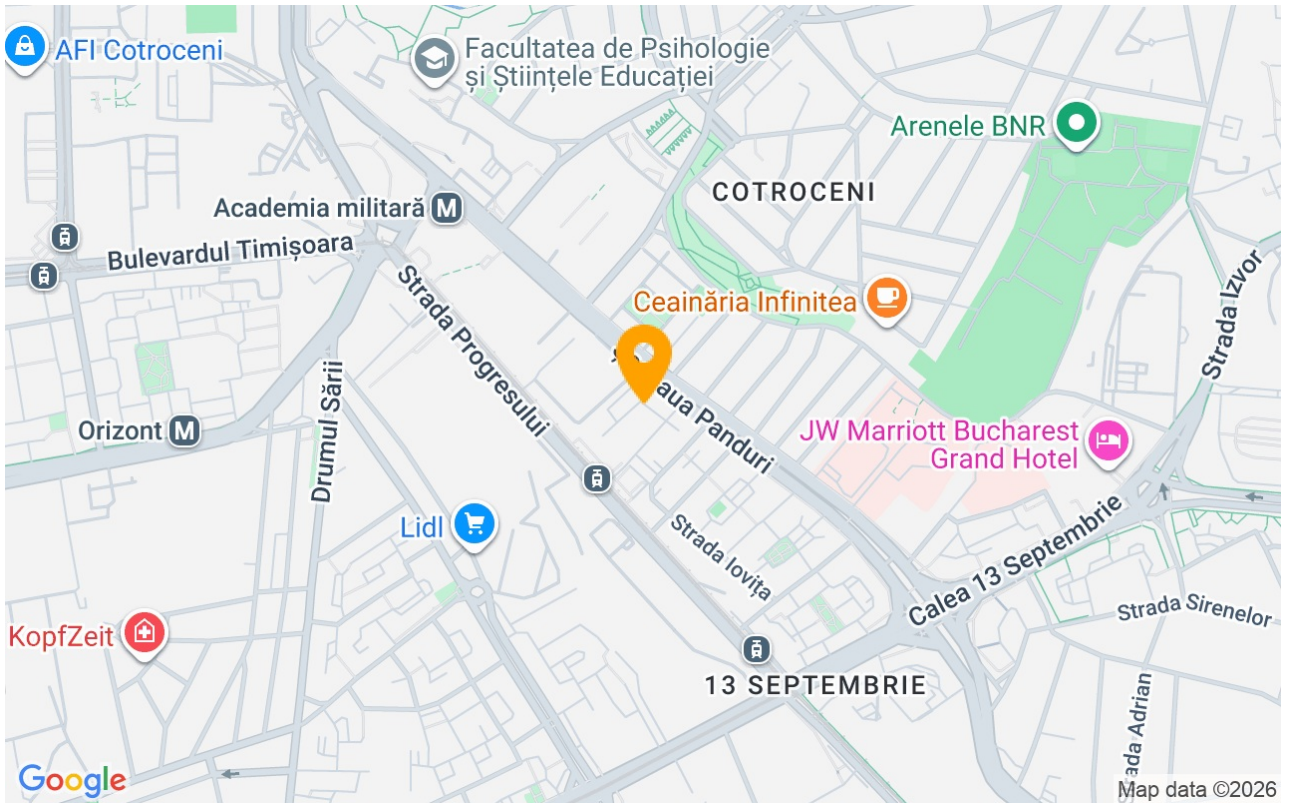 AFI Cotroceni
Facultatea de Psihologie
și Științele Educației
Arenele BNR
COTROCENI
Academia militară M
Bulevardul Timișoara
Strada Izvor
Ceainăria Infinitea
Strada Progresului
aua Panduri
Drumul Sării
Orizont M
JW Marriott Bucharest
Grand Hotel
Lidl
Strada Iovița
Calea 13 Septembrie
Strada Sirenelor
KopfZeit
13 SEPTEMBRIE
ada Adrian
Google
Map data ©2026